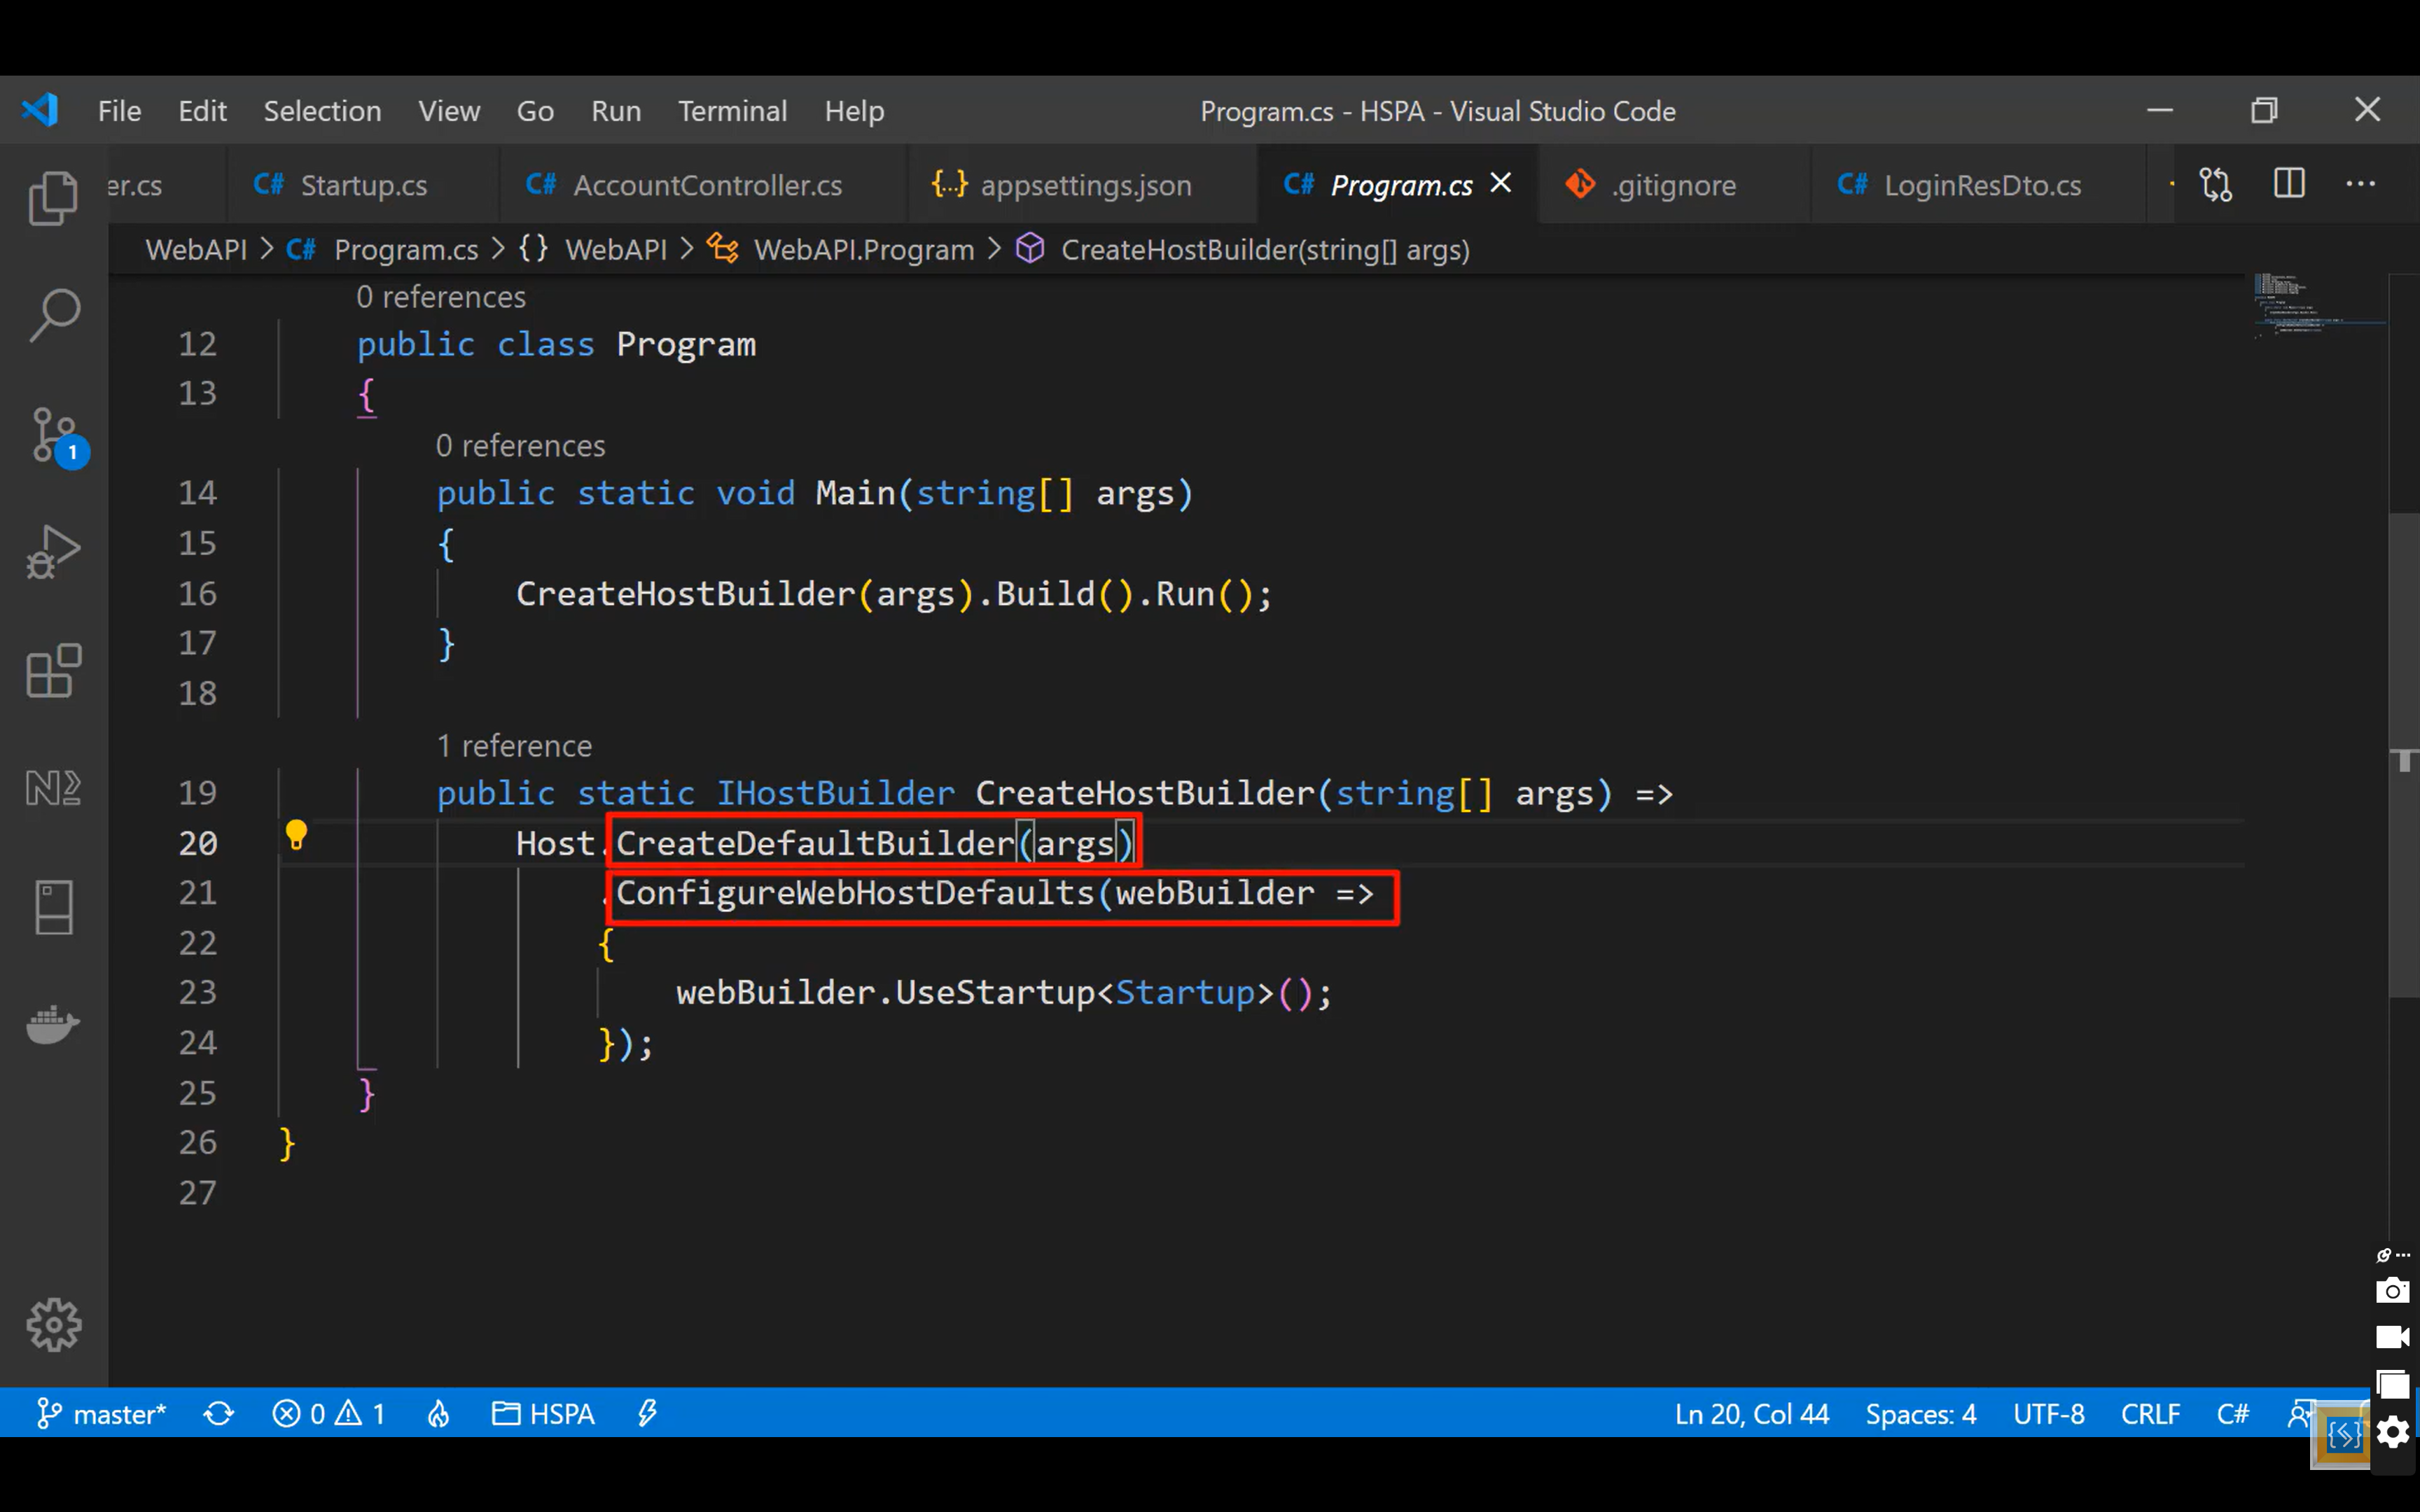 File Edit Selection View Go Run Terminal Help Program.cs - HSPA - Visual Studio Code
er.cs C# Startup.cs C# AccountController.cs {...} appsettings.json C# Program.cs .gitignore C# LoginResDto.cs
WebAPI > C# Program.cs > {} WebAPI > WebAPI.Program > CreateHostBuilder(string[] args)
0 references
12 public class Program
13 {
0 references
14 public static void Main(string[] args)
15 {
16 CreateHostBuilder(args).Build().Run();
17 }
18
1 reference
19 public static IHostBuilder CreateHostBuilder(string[] args) =>
20 Host.CreateDefaultBuilder(args)
21 .ConfigureWebHostDefaults(webBuilder =>
22 {
23 webBuilder.UseStartup<Startup>();
24 });
25 }
26 }
27
1
master* 0 1 HSPA Ln 20, Col 44 Spaces: 4 UTF-8 CRLF C#